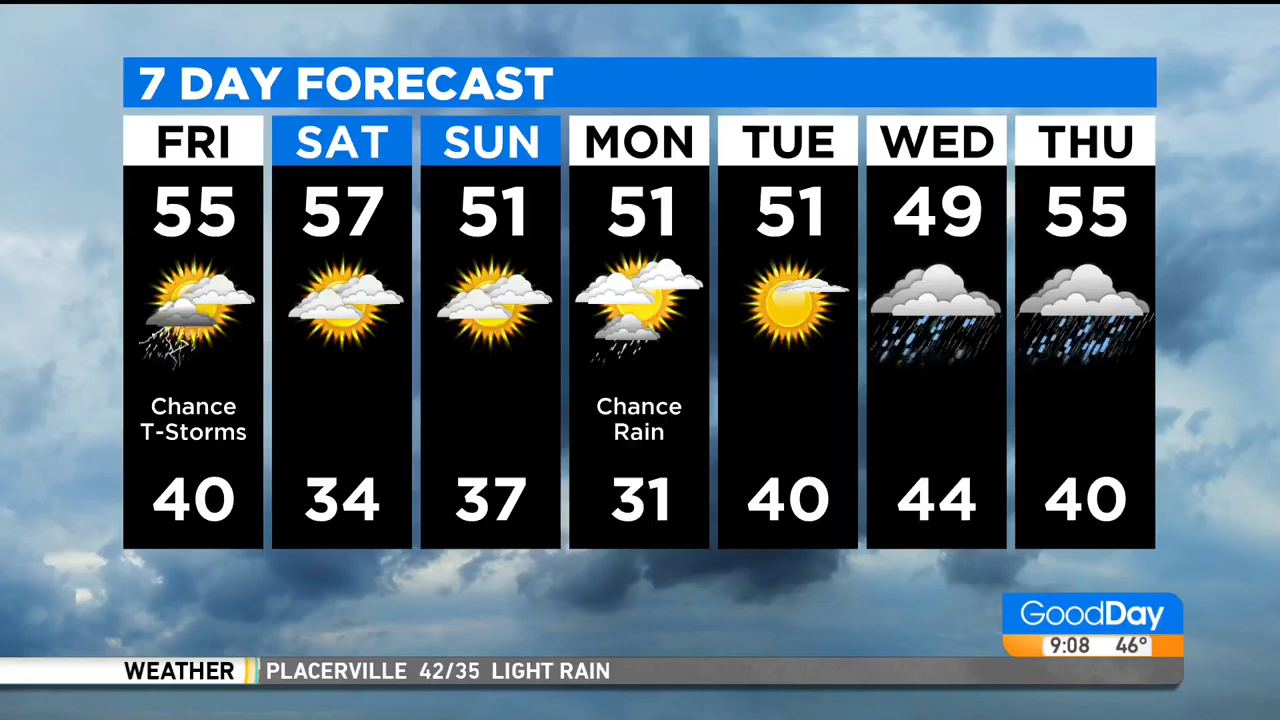 7 DAY FORECAST
FRI SAT SUN MON TUE WED THU
55 57 51 51 51 49 55
Chance Chance
T-Storms Rain
40 34 37 31 40 44 40
GoodDay
9:08 46°
WEATHER PLACERVILLE 42/35 LIGHT RAIN